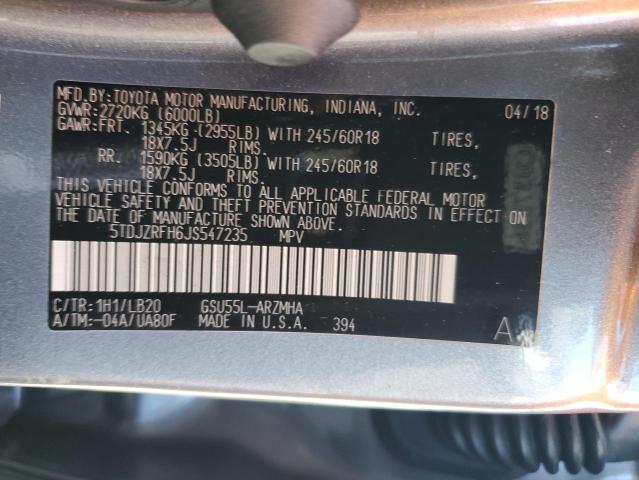 MFD.BY:TOYOTA MOTOR MANUFACTURING, INDIANA, INC. 04/18
GVWR:2720KG (6000LB)
GAWR:FRT. 1345KG (2955LB) WITH 245/60R18 TIRES,
18X7.5J RIMS.
RR. 1590KG (3505LB) WITH 245/60R18 TIRES,
18X7.5J RIMS.
THIS VEHICLE CONFORMS TO ALL APPLICABLE FEDERAL MOTOR
VEHICLE SAFETY AND THEFT PREVENTION STANDARDS IN EFFECT ON
THE DATE OF MANUFACTURE SHOWN ABOVE.
5TDJZRFH6JS547235 MPV
C/TR:1H1/LB20 GSU55L-ARZMHA
A/TM:-04A/UA80F MADE IN U.S.A. 394 A